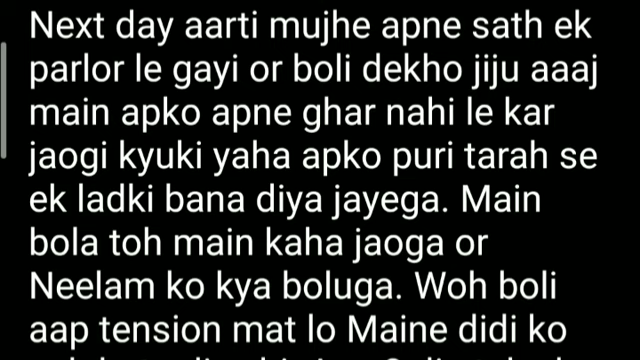 Next day aarti mujhe apne sath ek
parlor le gayi or boli dekho jiju aaaj
main apko apne ghar nahi le kar
jaogi kyuki yaha apko puri tarah se
ek ladki bana diya jayega. Main
bola toh main kaha jaoga or
Neelam ko kya boluga. Woh boli
aap tension mat lo Maine didi ko